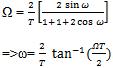 Ω = 2/T [ 2 sin ω / 1+1+2 cos ω ]
=>ω= 2/T tan⁻¹ ( ΩT / 2 )